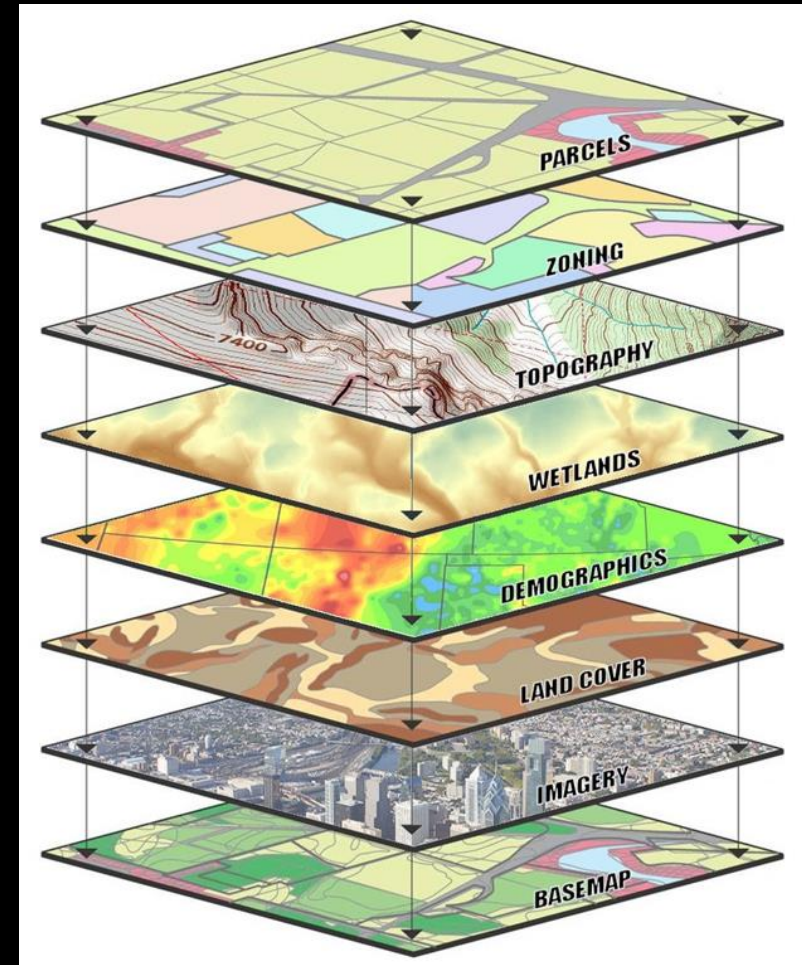 PARCELS
ZONING
7400
TOPOGRAPHY
WETLANDS
DEMOGRAPHICS
LAND COVER
IMAGERY
BASEMAP